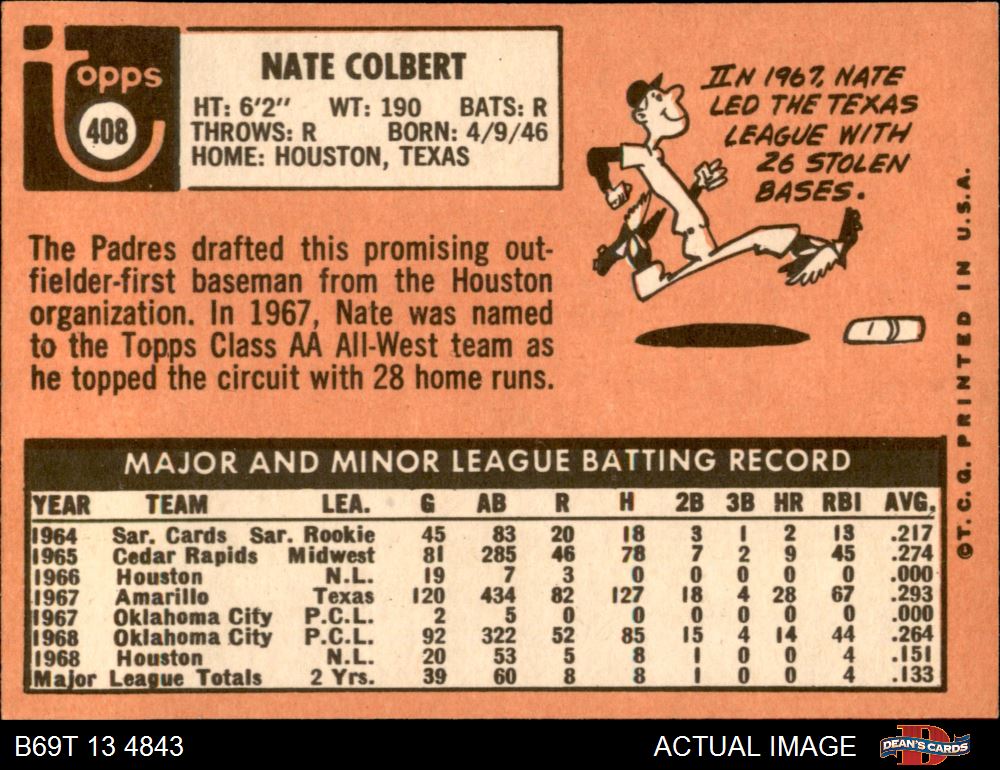 Topps
408
NATE COLBERT
HT: 6'2" WT: 190 BATS: R
THROWS: R BORN: 4/9/46
HOME: HOUSTON, TEXAS
IN 1967, NATE
LED THE TEXAS
LEAGUE WITH
26 STOLEN
BASES.
The Padres drafted this promising out-
fielder-first baseman from the Houston
organization. In 1967, Nate was named
to the Topps Class AA All-West team as
he topped the circuit with 28 home runs.
MAJOR AND MINOR LEAGUE BATTING RECORD
YEAR TEAM LEA. G AB R H 2B 3B HR RBI AVG.
1964 Sar. Cards Sar. Rookie 45 83 20 18 3 1 2 13 .217
1965 Cedar Rapids Midwest 81 285 46 78 7 2 9 45 .274
1966 Houston N.L. 19 7 3 0 0 0 0 0 .000
1967 Amarillo Texas 120 434 82 127 18 4 28 67 .293
1967 Oklahoma City P.C.L. 2 5 0 0 0 0 0 0 .000
1968 Oklahoma City P.C.L. 92 322 52 85 15 4 14 44 .264
1968 Houston N.L. 20 53 5 8 1 0 0 4 .151
Major League Totals 2 Yrs. 39 60 8 8 1 0 0 4 .133
©T.C.G. PRINTED IN U.S.A.
B69T 13 4843
ACTUAL IMAGE
D
DEAN'S CARDS